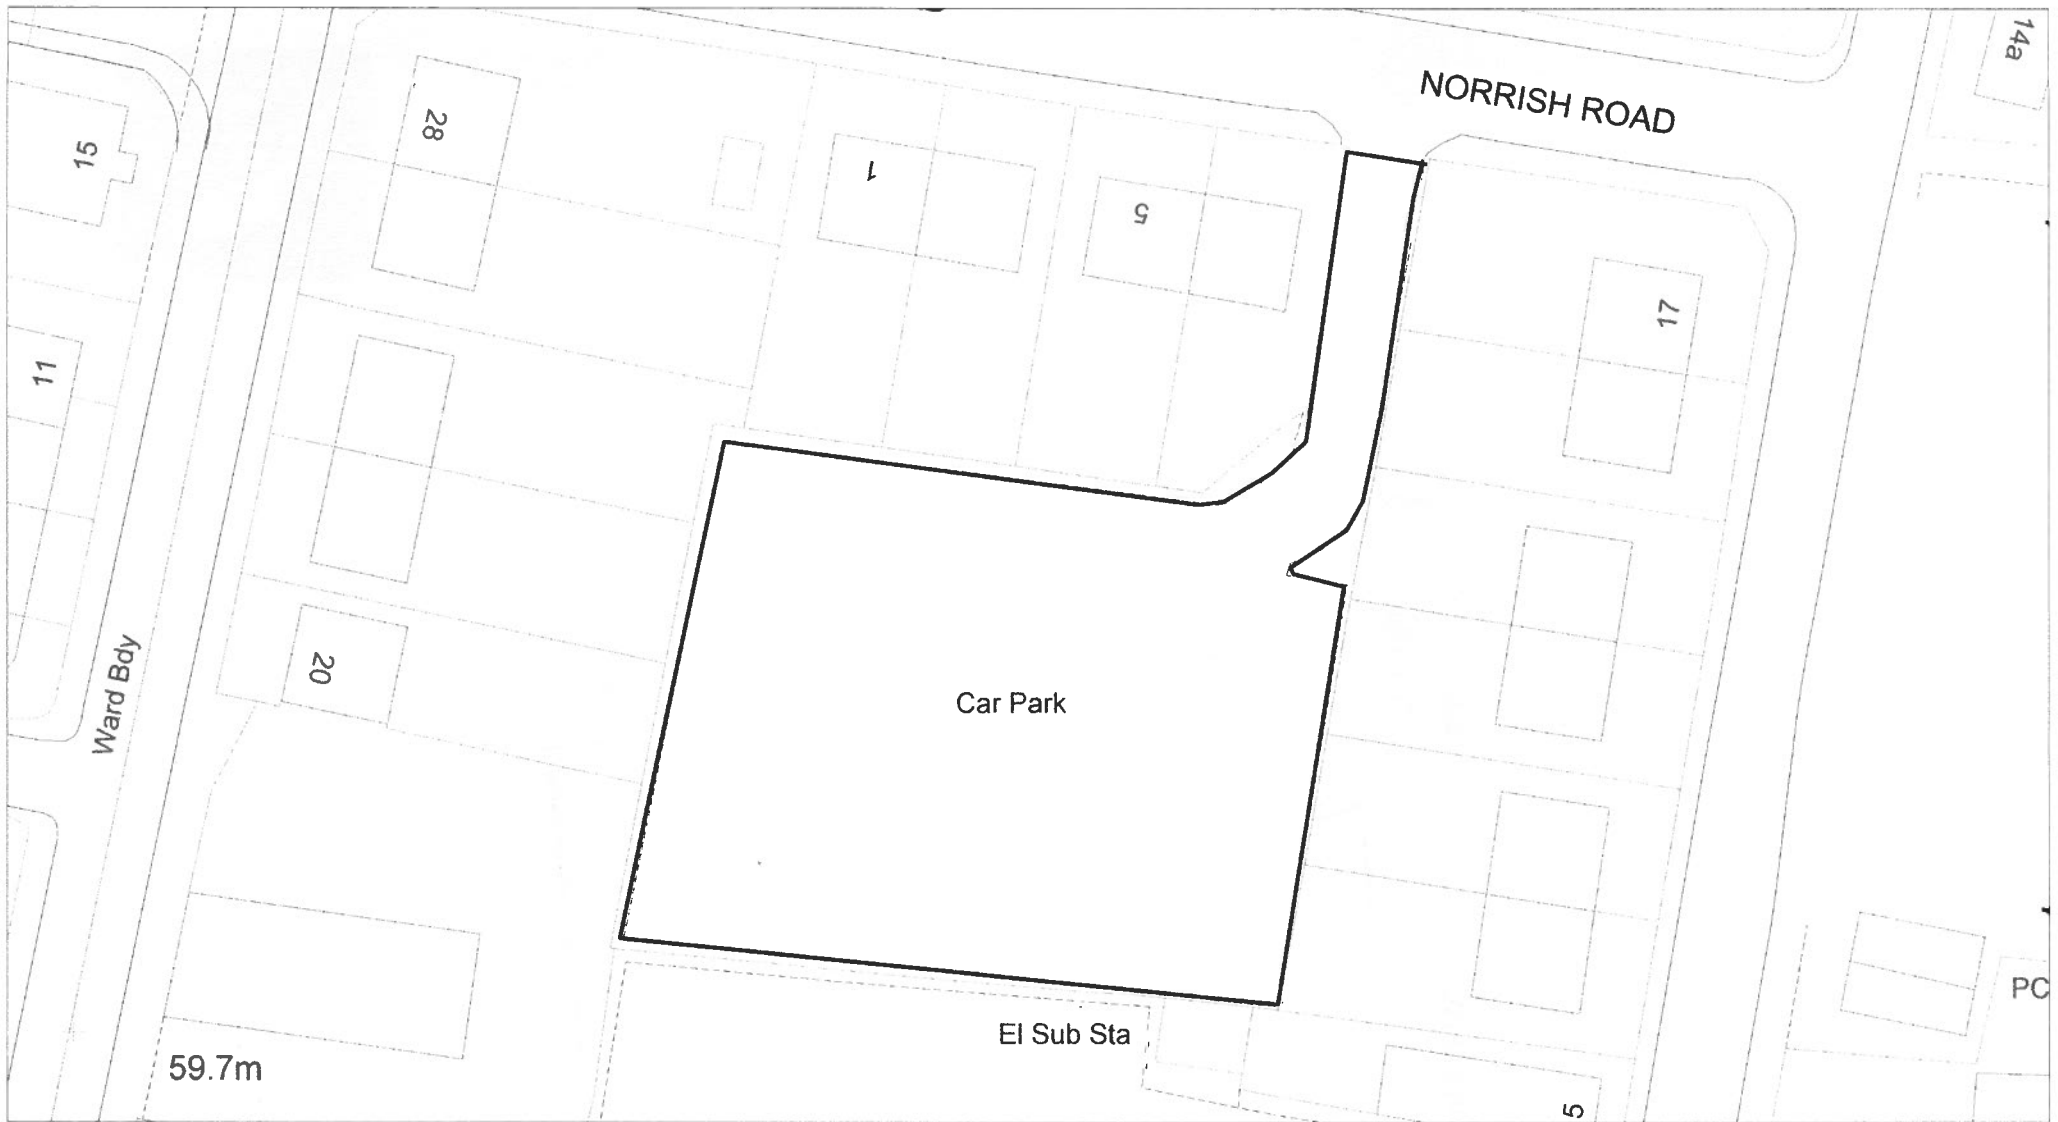 14a
NORRISH ROAD
28
15
1
5
17
11
20
Ward Bdy
Car Park
PC
El Sub Sta
59.7m
5